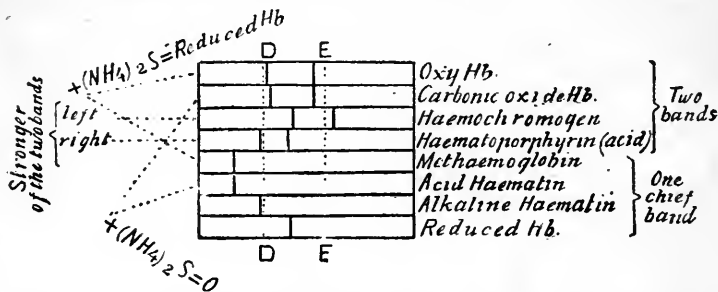 +(NH4)2S=Reduced Hb
D E
Oxy Hb.
Carbonic oxide Hb.
Haemochromogen
Haematoporphyrin (acid)
Methaemoglobin
Acid Haematin
Alkaline Haematin
Reduced Hb.
Two
bands
One
chief
band
Stronger
of the two bands
left
right
+(NH4)2S=0
D E